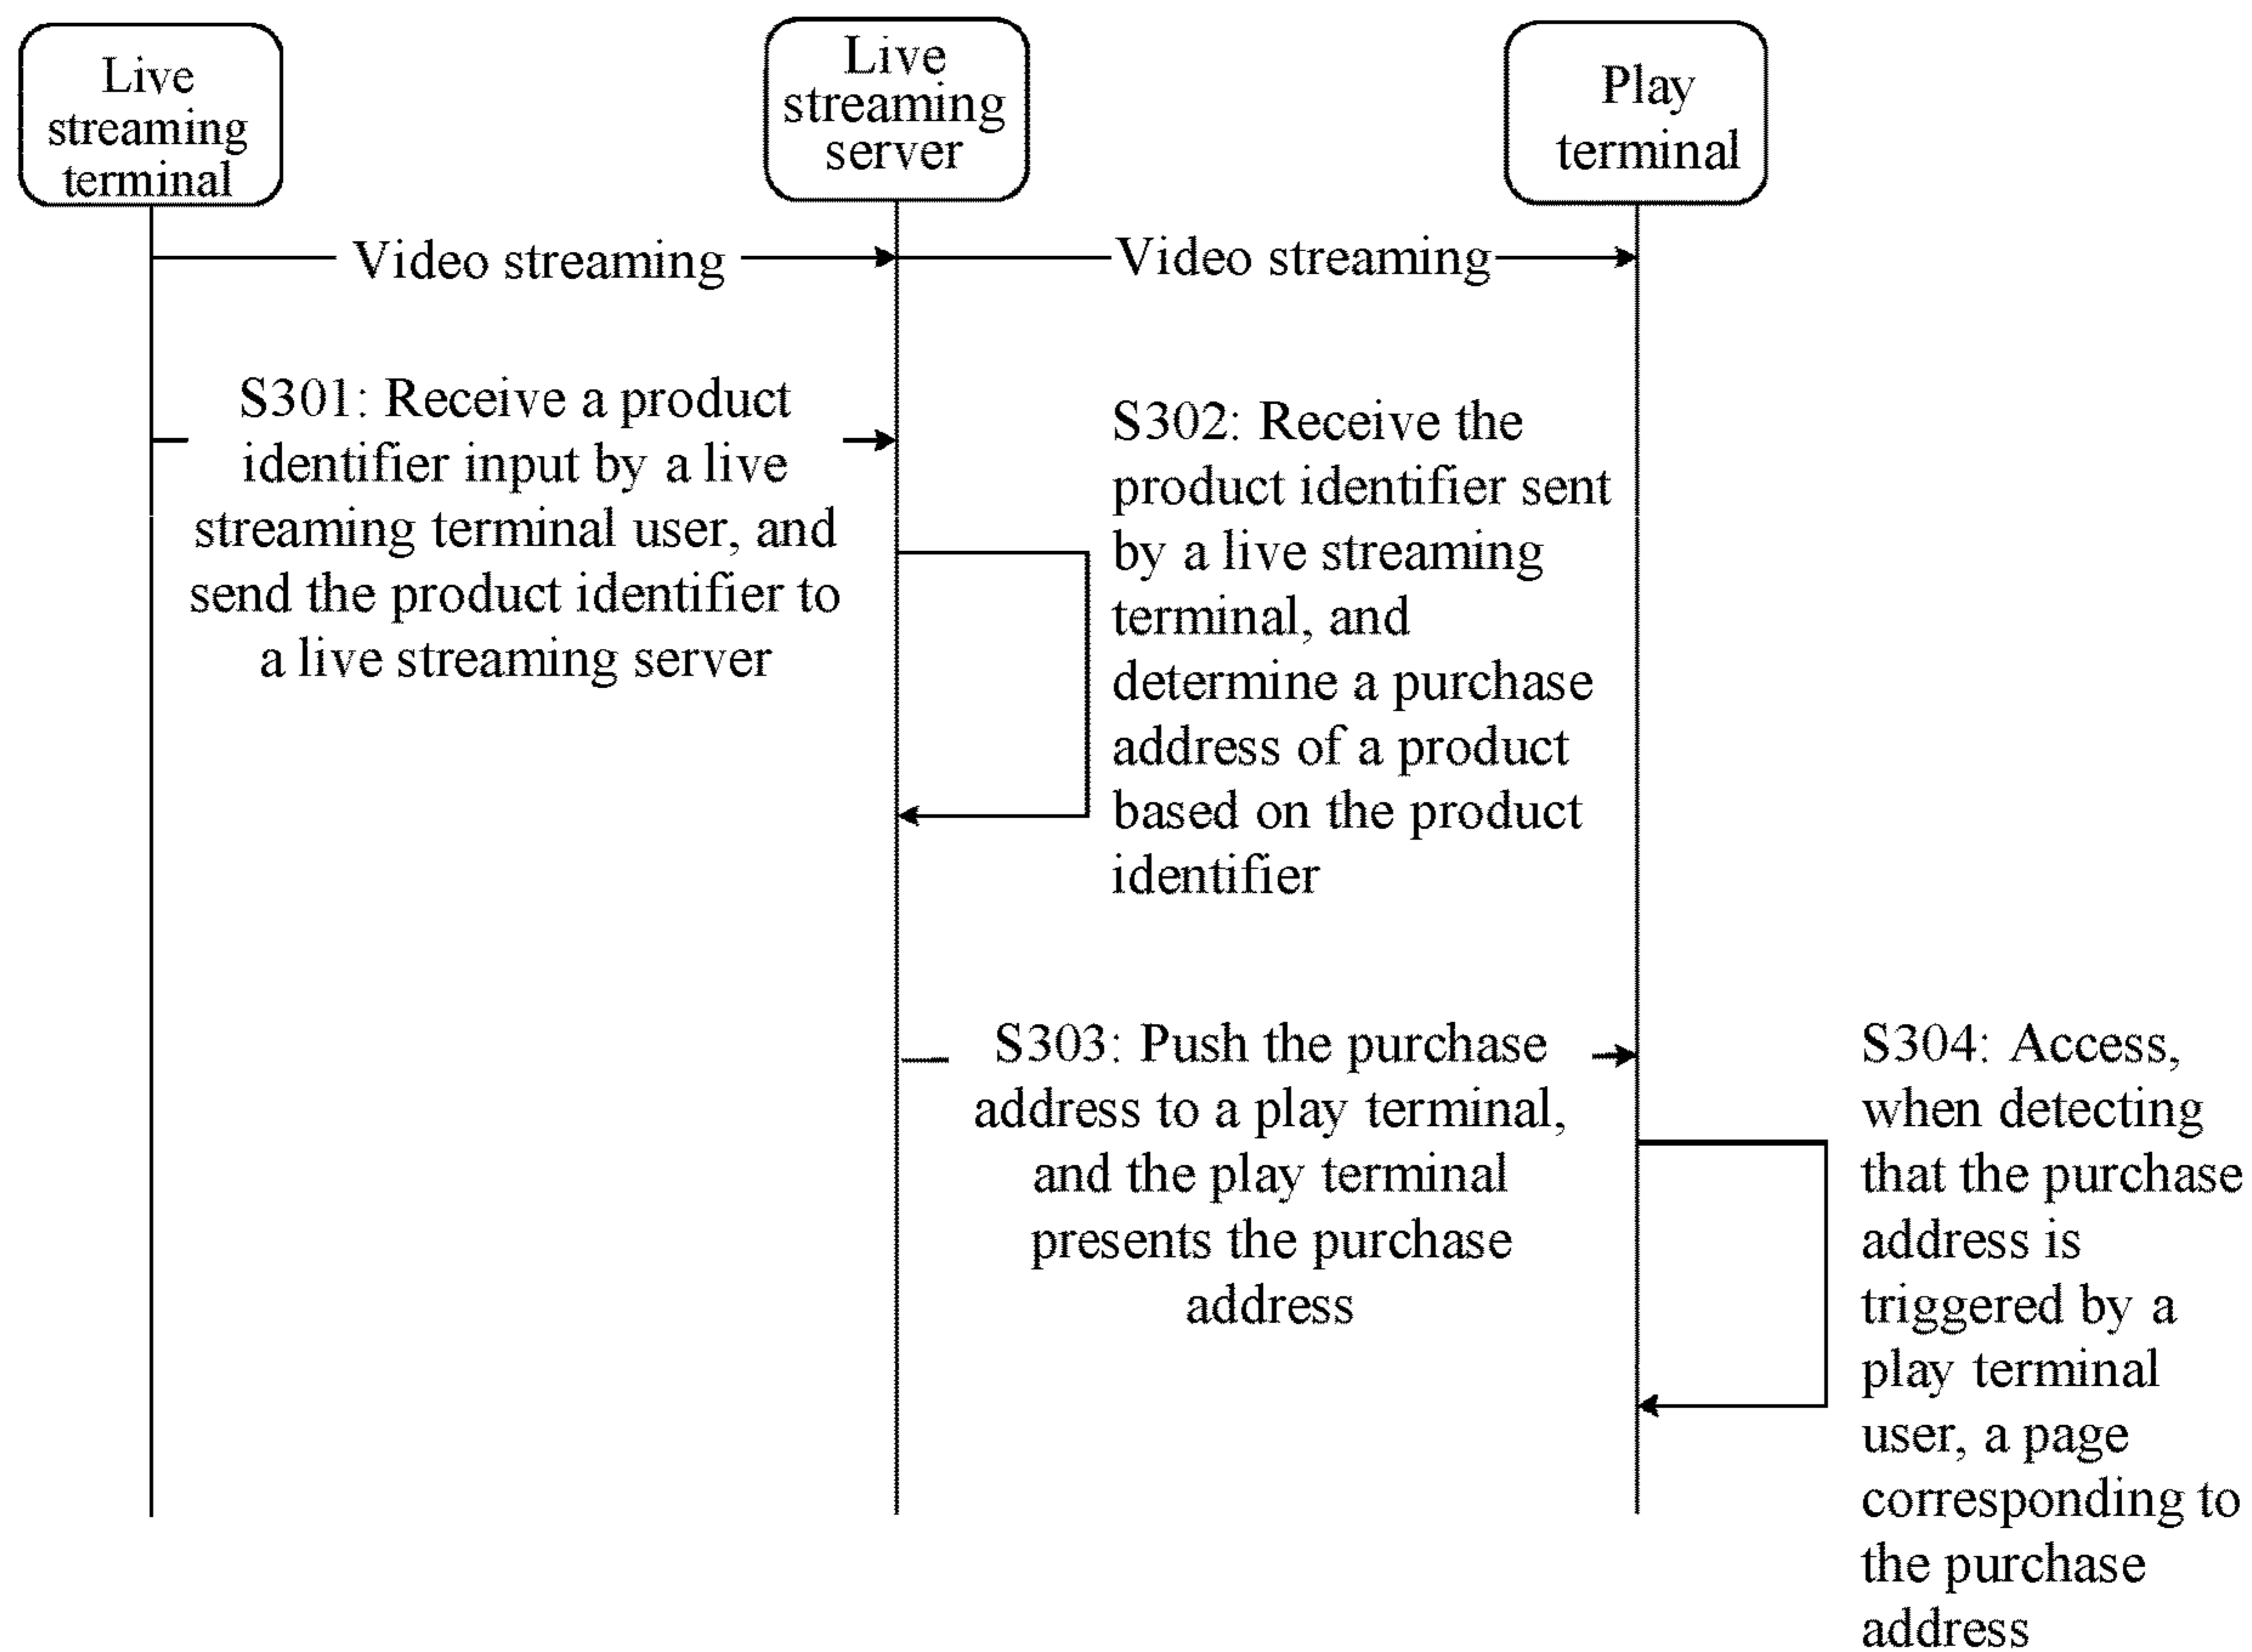 Live
streaming
terminal
Live
streaming
server
Play
terminal
Video streaming
Video streaming
S301: Receive a product
identifier input by a live
streaming terminal user, and
send the product identifier to
a live streaming server
S302: Receive the
product identifier sent
by a live streaming
terminal, and
determine a purchase
address of a product
based on the product
identifier
S303: Push the purchase
address to a play terminal,
and the play terminal
presents the purchase
address
S304: Access,
when detecting
that the purchase
address is
triggered by a
play terminal
user, a page
corresponding to
the purchase
address